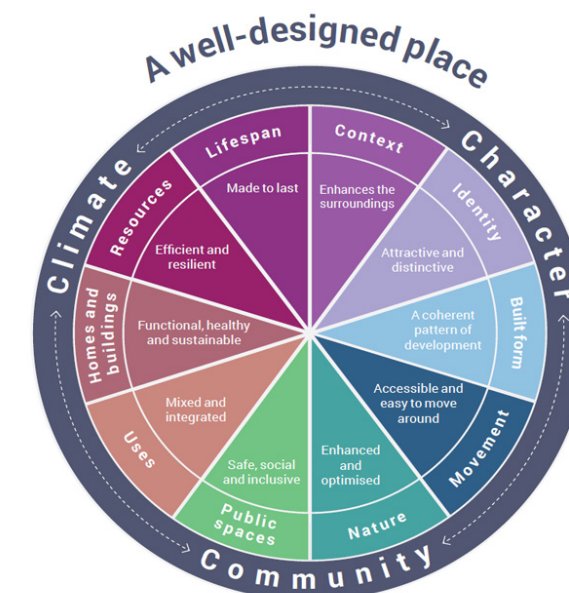 A well-designed place
Climate
Character
Community
Context
Enhances the
surroundings
Identity
Attractive and
distinctive
Built form
A coherent
pattern of
development
Movement
Accessible and
easy to move
around
Nature
Enhanced
and
optimised
Public
spaces
Safe, social
and inclusive
Uses
Mixed and
integrated
Homes and
buildings
Functional, healthy
and sustainable
Resources
Efficient and
resilient
Lifespan
Made to last